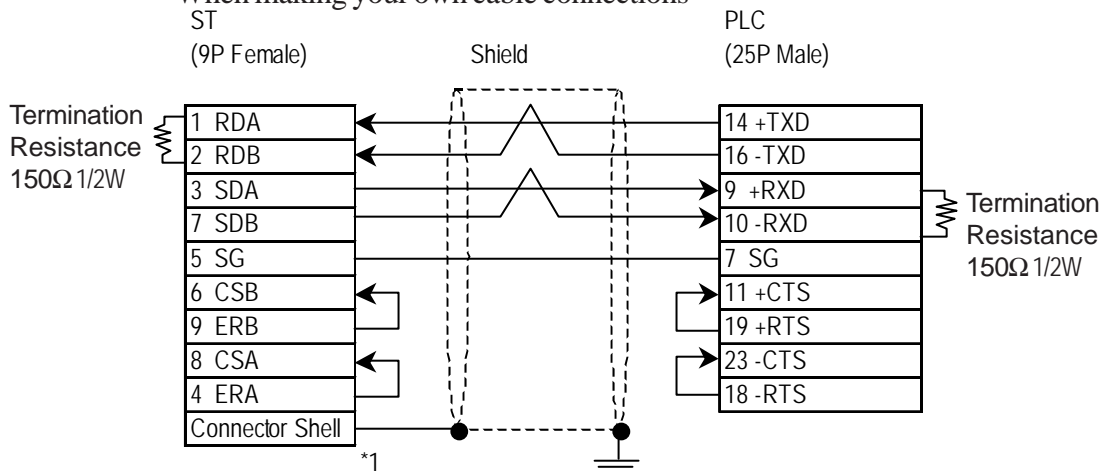 When making your own cable connections
ST
(9P Female)
Shield
PLC
(25P Male)
Termination
Resistance
150Ω 1/2W
1 RDA
2 RDB
3 SDA
7 SDB
5 SG
6 CSB
9 ERB
8 CSA
4 ERA
Connector Shell
*1
14 +TXD
16 -TXD
9 +RXD
10 -RXD
7 SG
11 +CTS
19 +RTS
23 -CTS
18 -RTS
Termination
Resistance
150Ω 1/2W